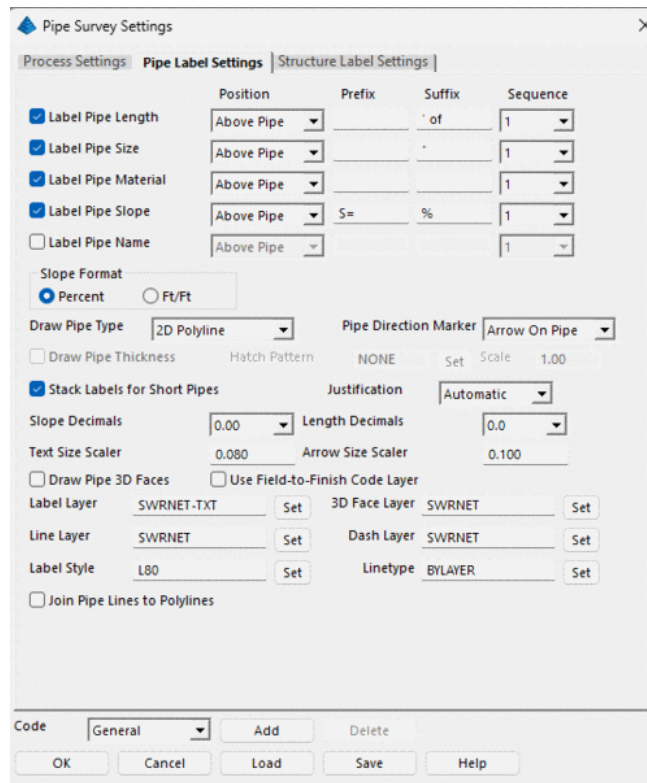 Pipe Survey Settings
Process Settings Pipe Label Settings Structure Label Settings
Position Prefix Suffix Sequence
Label Pipe Length Above Pipe ' of 1
Label Pipe Size Above Pipe " 1
Label Pipe Material Above Pipe 1
Label Pipe Slope Above Pipe S= % 1
Label Pipe Name Above Pipe 1
Slope Format
Percent Ft/Ft
Draw Pipe Type 2D Polyline Pipe Direction Marker Arrow On Pipe
Draw Pipe Thickness Hatch Pattern NONE Set Scale 1.00
Stack Labels for Short Pipes Justification Automatic
Slope Decimals 0.00 Length Decimals 0.0
Text Size Scaler 0.080 Arrow Size Scaler 0.100
Draw Pipe 3D Faces Use Field-to-Finish Code Layer
Label Layer SWRNET-TXT Set 3D Face Layer SWRNET Set
Line Layer SWRNET Set Dash Layer SWRNET Set
Label Style L80 Set Linetype BYLAYER Set
Join Pipe Lines to Polylines
Code General Add Delete
OK Cancel Load Save Help